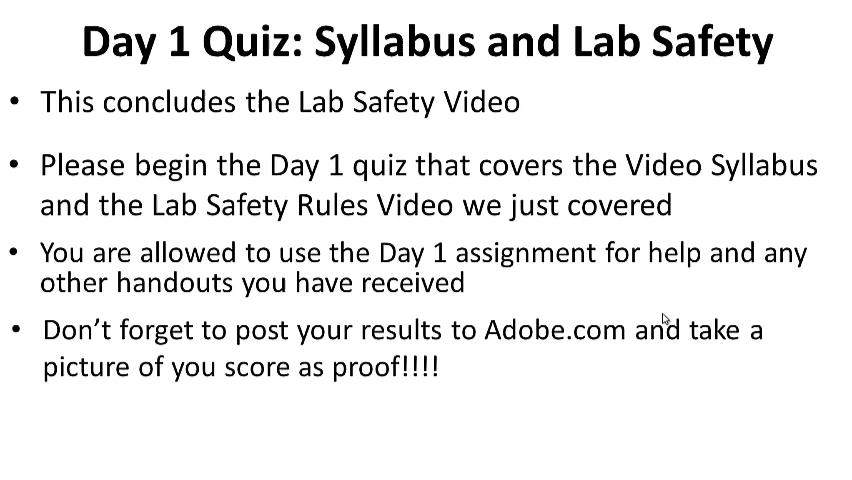 Day 1 Quiz: Syllabus and Lab Safety
• This concludes the Lab Safety Video
• Please begin the Day 1 quiz that covers the Video Syllabus
and the Lab Safety Rules Video we just covered
• You are allowed to use the Day 1 assignment for help and any
other handouts you have received
• Don’t forget to post your results to Adobe.com and take a
picture of you score as proof!!!!